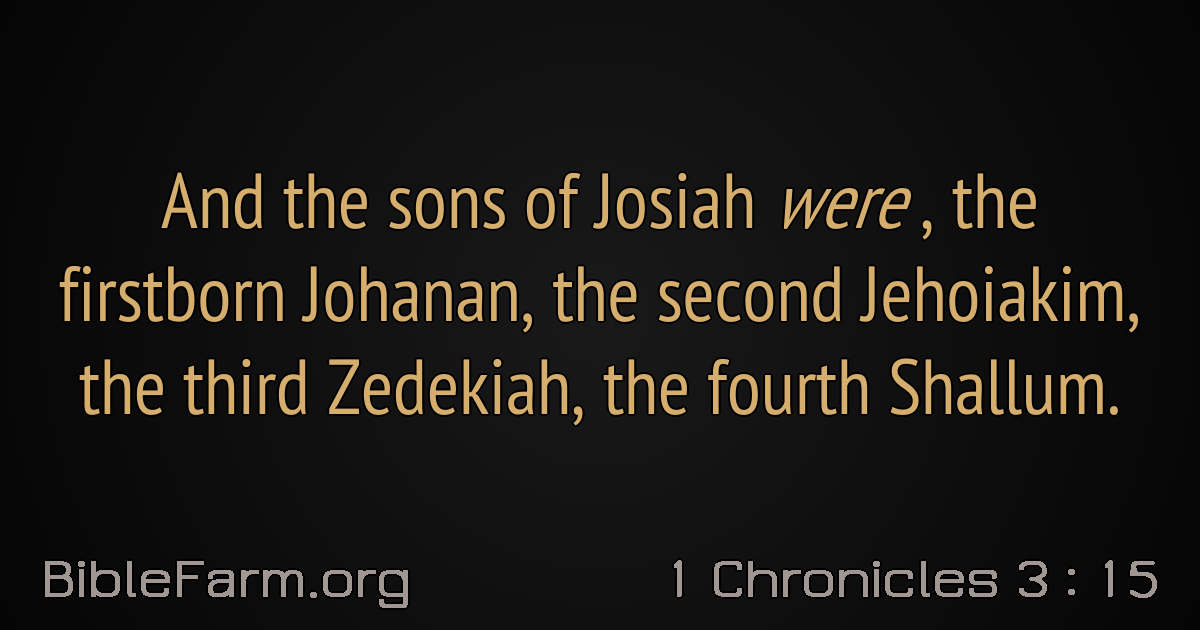 And the sons of Josiah were , the
firstborn Johanan, the second Jehoiakim,
the third Zedekiah, the fourth Shallum.
BibleFarm.org
1 Chronicles 3 : 15